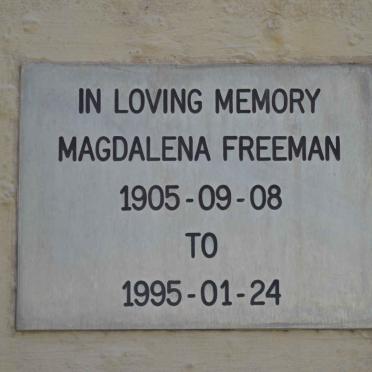 IN LOVING MEMORY
MAGDALENA FREEMAN
1905-09-08
TO
1995-01-24